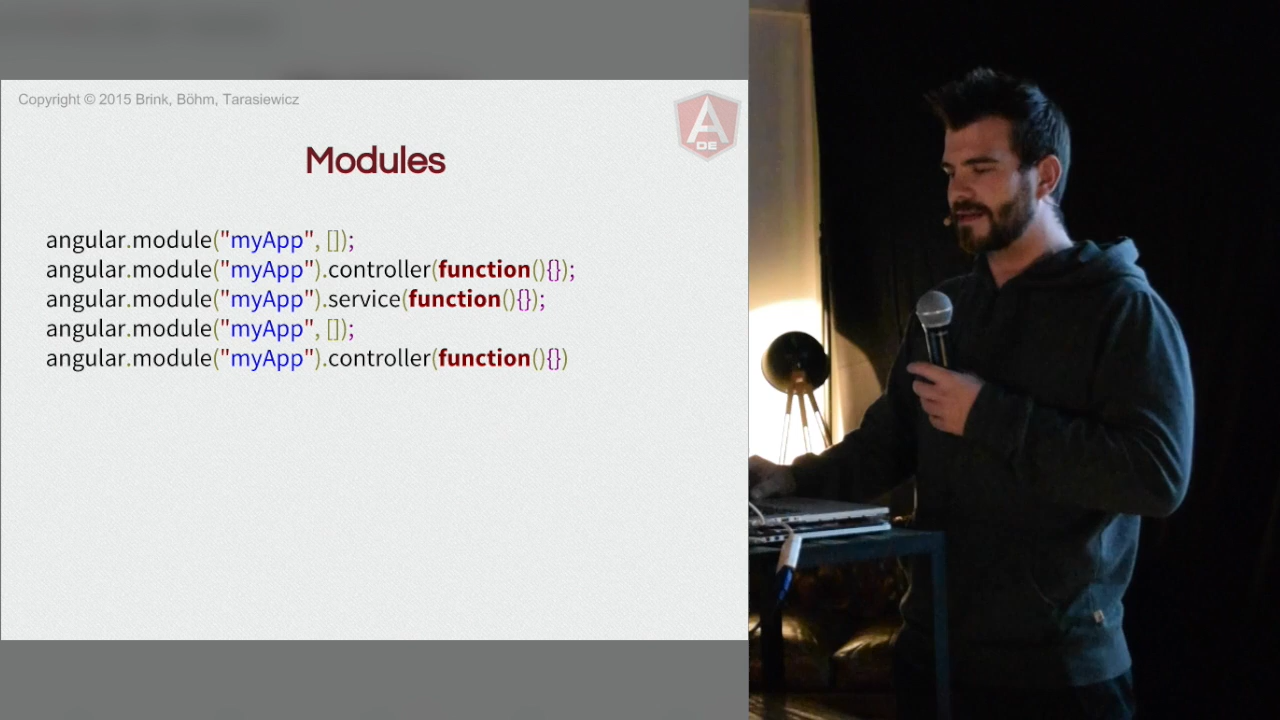 Copyright © 2015 Brink, Böhm, Tarasiewicz
A
DE
Modules
angular.module("myApp", []);
angular.module("myApp").controller(function(){});
angular.module("myApp").service(function(){});
angular.module("myApp", []);
angular.module("myApp").controller(function(){})